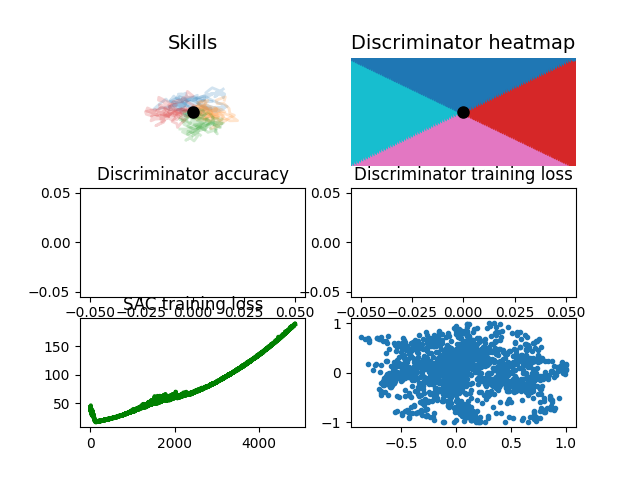 Skills
Discriminator heatmap
Discriminator accuracy
0.05
0.00
−0.05
−0.050 −0.025 0.000 0.025 0.050
Discriminator training loss
0.05
0.00
−0.05
−0.050 −0.025 0.000 0.025 0.050
SAC training loss
150
100
50
0 2000 4000
1
0
−1
−0.5 0.0 0.5 1.0